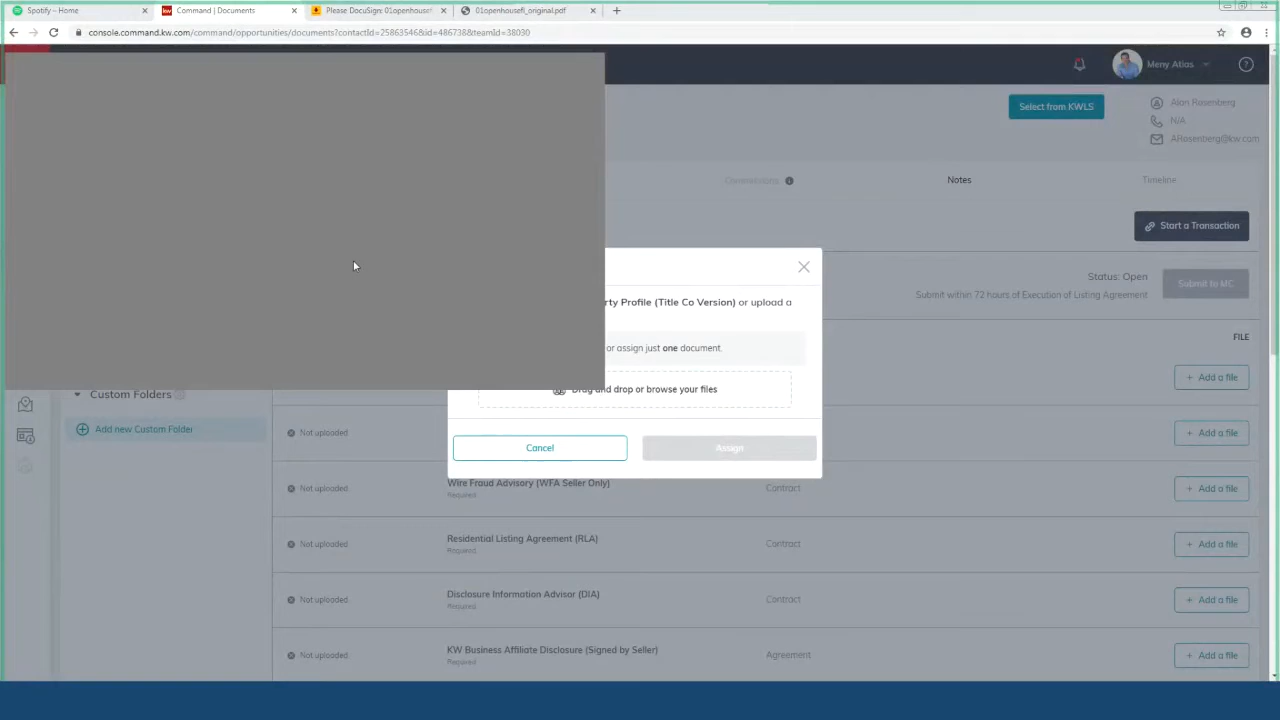 Spotify – Home
Command | Documents
Please DocuSign: 01openhousef
01openhousefl_original.pdf
console.command.kw.com/command/opportunities/documents?contactId=25863546&id=486738&teamId=38030
Meny Atias
Select from KWLS
Alan Rosenberg
N/A
ARosenberg@kw.com
Commissions
Notes
Timeline
Start a Transaction
Status: Open
Submit within 72 hours of Execution of Listing Agreement
Submit to MC
rty Profile (Title Co Version) or upload a
or assign just one document.
Drag and drop or browse your files
Cancel
Assign
FILE
+ Add a file
Custom Folders
Add new Custom Folder
Not uploaded
+ Add a file
Not uploaded
Wire Fraud Advisory (WFA Seller Only)
Required
Contract
+ Add a file
Not uploaded
Residential Listing Agreement (RLA)
Required
Contract
+ Add a file
Not uploaded
Disclosure Information Advisor (DIA)
Required
Contract
+ Add a file
Not uploaded
KW Business Affiliate Disclosure (Signed by Seller)
Required
Agreement
+ Add a file